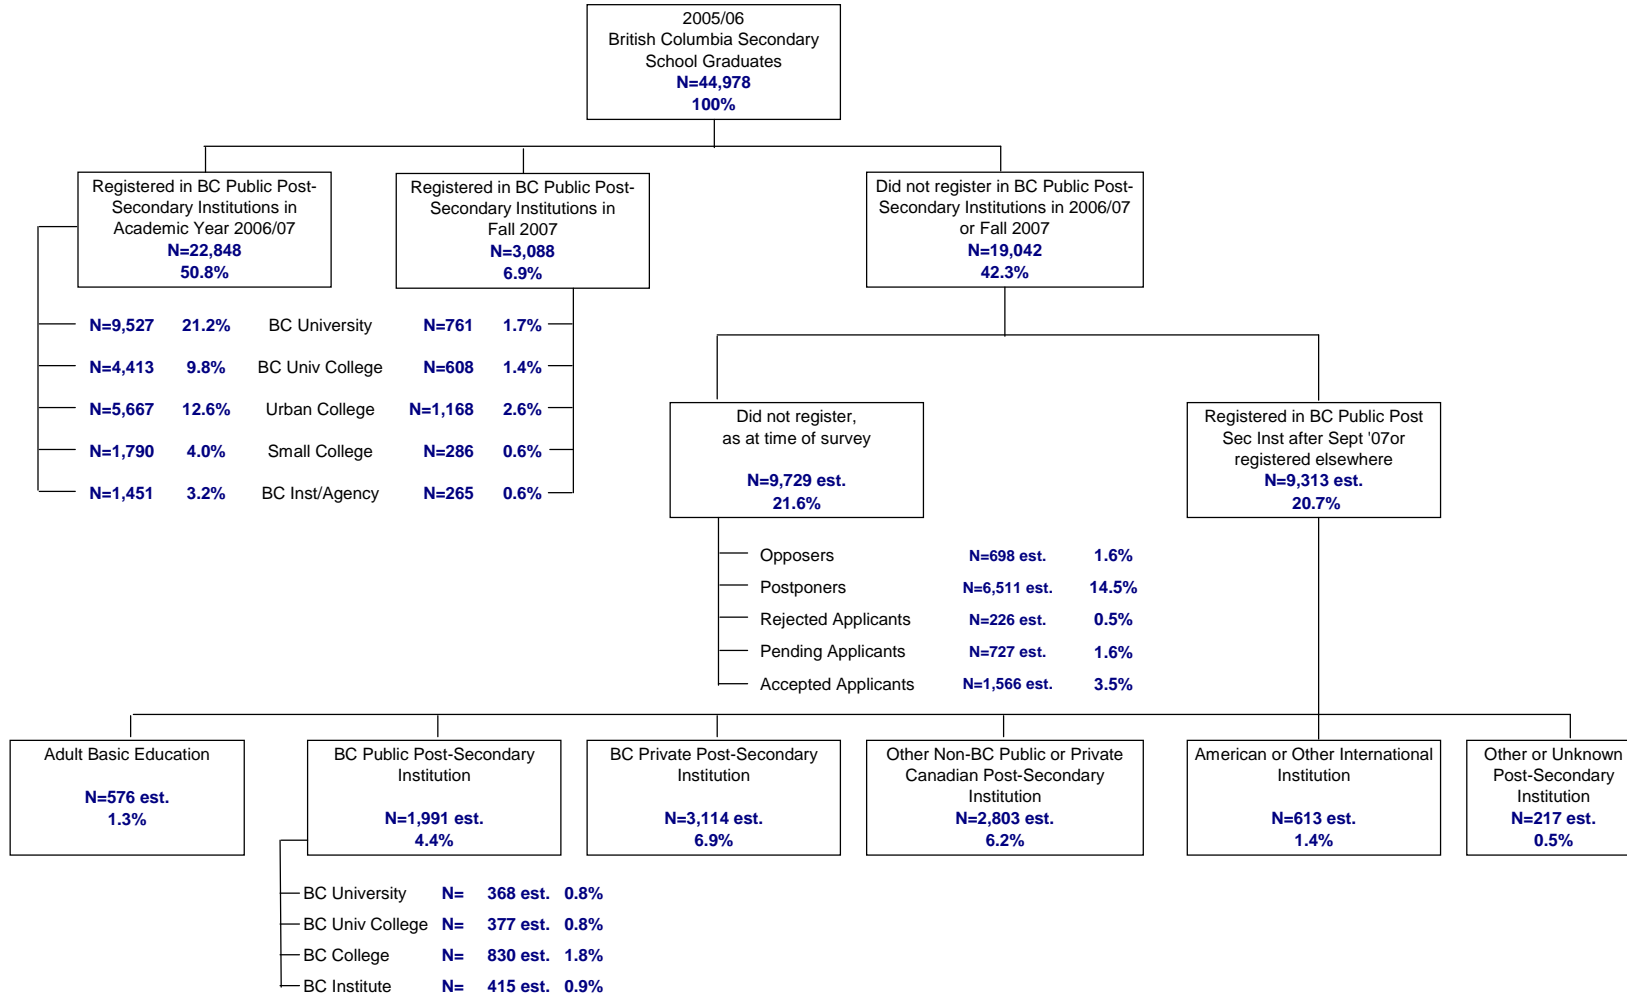 2005/06
British Columbia Secondary
School Graduates
N=44,978
100%
Registered in BC Public Post-
Secondary Institutions in
Academic Year 2006/07
N=22,848
50.8%
Registered in BC Public Post-
Secondary Institutions in
Fall 2007
N=3,088
6.9%
Did not register in BC Public Post-
Secondary Institutions in 2006/07
or Fall 2007
N=19,042
42.3%
N=9,527 21.2% BC University N=761 1.7%
N=4,413 9.8% BC Univ College N=608 1.4%
N=5,667 12.6% Urban College N=1,168 2.6%
N=1,790 4.0% Small College N=286 0.6%
N=1,451 3.2% BC Inst/Agency N=265 0.6%
Did not register,
as at time of survey
N=9,729 est.
21.6%
Registered in BC Public Post
Sec Inst after Sept '07or
registered elsewhere
N=9,313 est.
20.7%
Opposers N=698 est. 1.6%
Postponers N=6,511 est. 14.5%
Rejected Applicants N=226 est. 0.5%
Pending Applicants N=727 est. 1.6%
Accepted Applicants N=1,566 est. 3.5%
Adult Basic Education
N=576 est.
1.3%
BC Public Post-Secondary
Institution
N=1,991 est.
4.4%
BC Private Post-Secondary
Institution
N=3,114 est.
6.9%
Other Non-BC Public or Private
Canadian Post-Secondary
Institution
N=2,803 est.
6.2%
American or Other International
Institution
N=613 est.
1.4%
Other or Unknown
Post-Secondary
Institution
N=217 est.
0.5%
BC University N= 368 est. 0.8%
BC Univ College N= 377 est. 0.8%
BC College N= 830 est. 1.8%
BC Institute N= 415 est. 0.9%